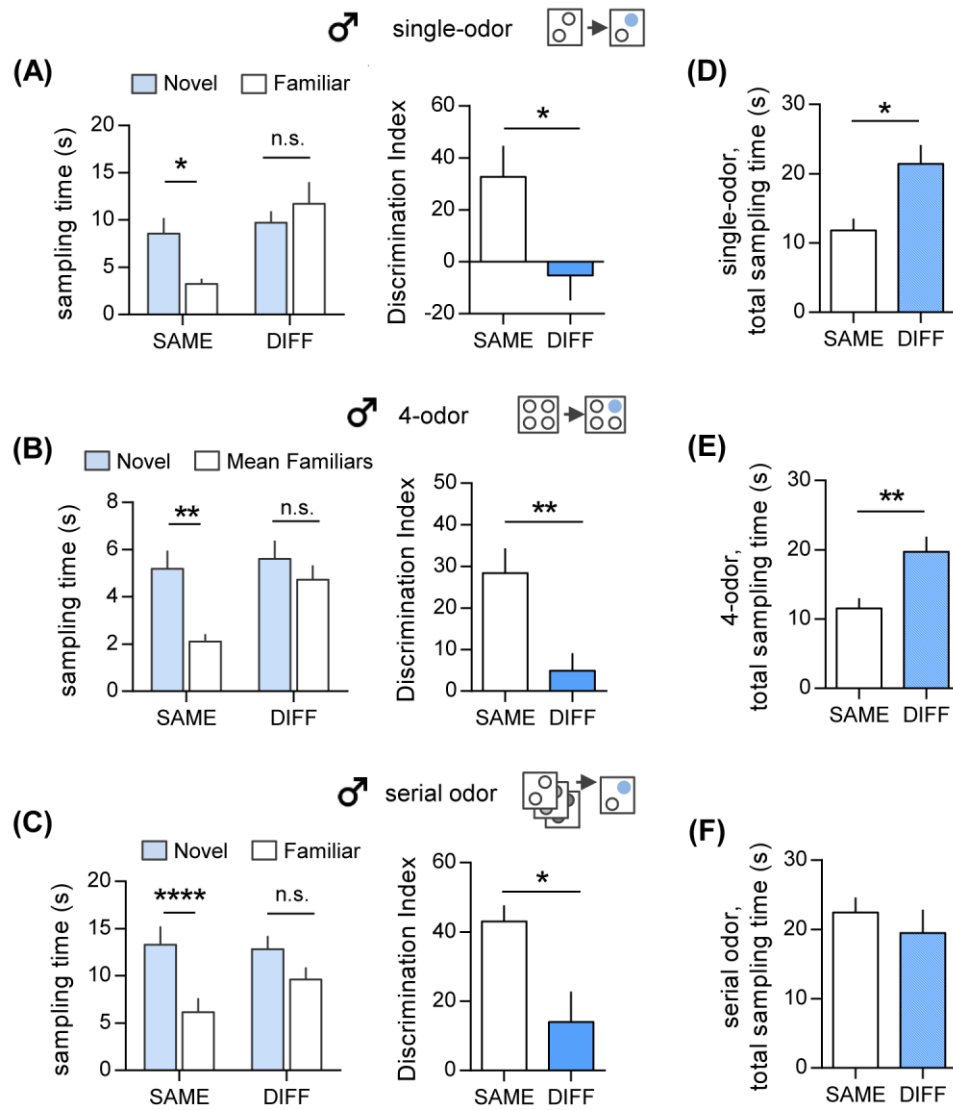 ♂ single-odor
(A)
Novel Familiar
sampling time (s)
20
15
10
5
0
* n.s.
SAME DIFF
Discrimination Index
60
40
20
0
-20
*
SAME DIFF
(D)
single-odor,
total sampling time (s)
30
20
10
0
*
SAME DIFF
♂ 4-odor
(B)
Novel Mean Familiars
sampling time (s)
8
6
4
2
0
** n.s.
SAME DIFF
Discrimination Index
50
40
30
20
10
0
**
SAME DIFF
(E)
4-odor,
total sampling time (s)
30
20
10
0
**
SAME DIFF
♂ serial odor
(C)
Novel Familiar
sampling time (s)
20
15
10
5
0
**** n.s.
SAME DIFF
Discrimination Index
60
40
20
0
*
SAME DIFF
(F)
serial odor,
total sampling time (s)
30
20
10
0
SAME DIFF